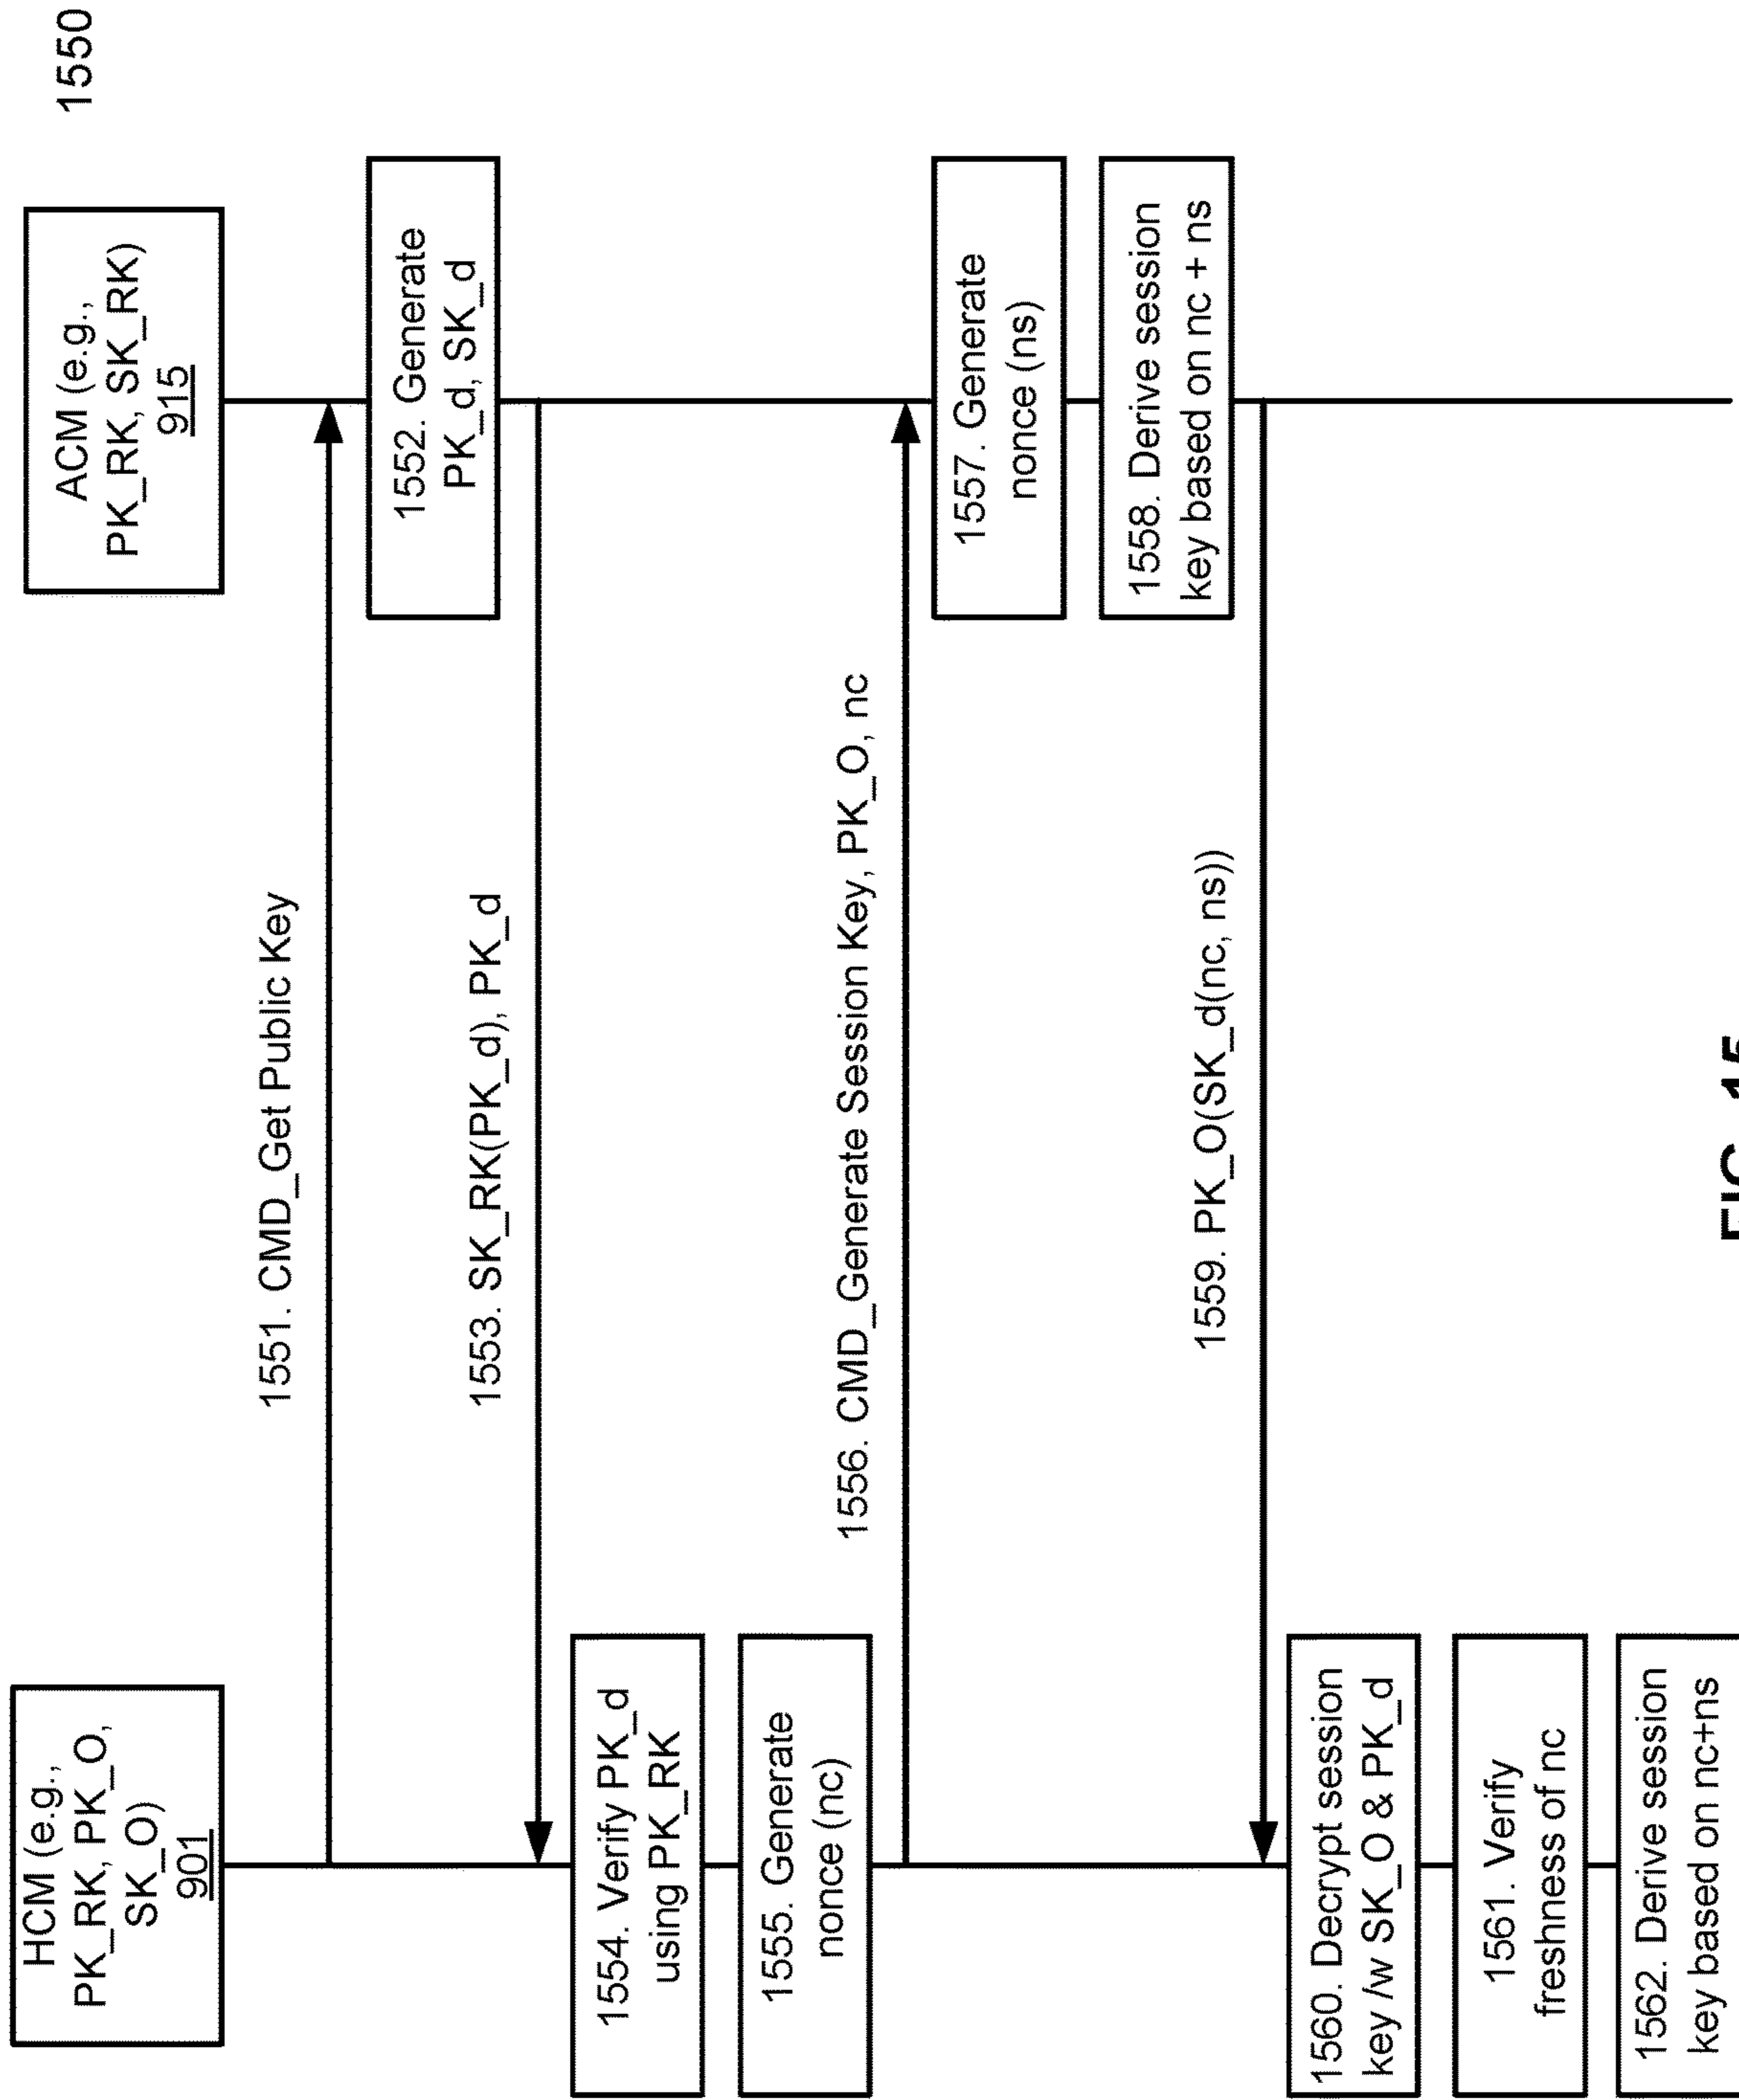 1550
HCM (e.g.,
PK_RK, PK_O,
SK_O)
901
ACM (e.g.,
PK_RK, SK_RK)
915
1551. CMD_Get Public Key
1552. Generate
PK_d, SK_d
1553. SK_RK(PK_d), PK_d
1554. Verify PK_d
using PK_RK
1555. Generate
nonce (nc)
1556. CMD_Generate Session Key, PK_O, nc
1557. Generate
nonce (ns)
1558. Derive session
key based on nc + ns
1559. PK_O(SK_d(nc, ns))
1560. Decrypt session
key /w SK_O & PK_d
1561. Verify
freshness of nc
1562. Derive session
key based on nc+ns
FIG. 15